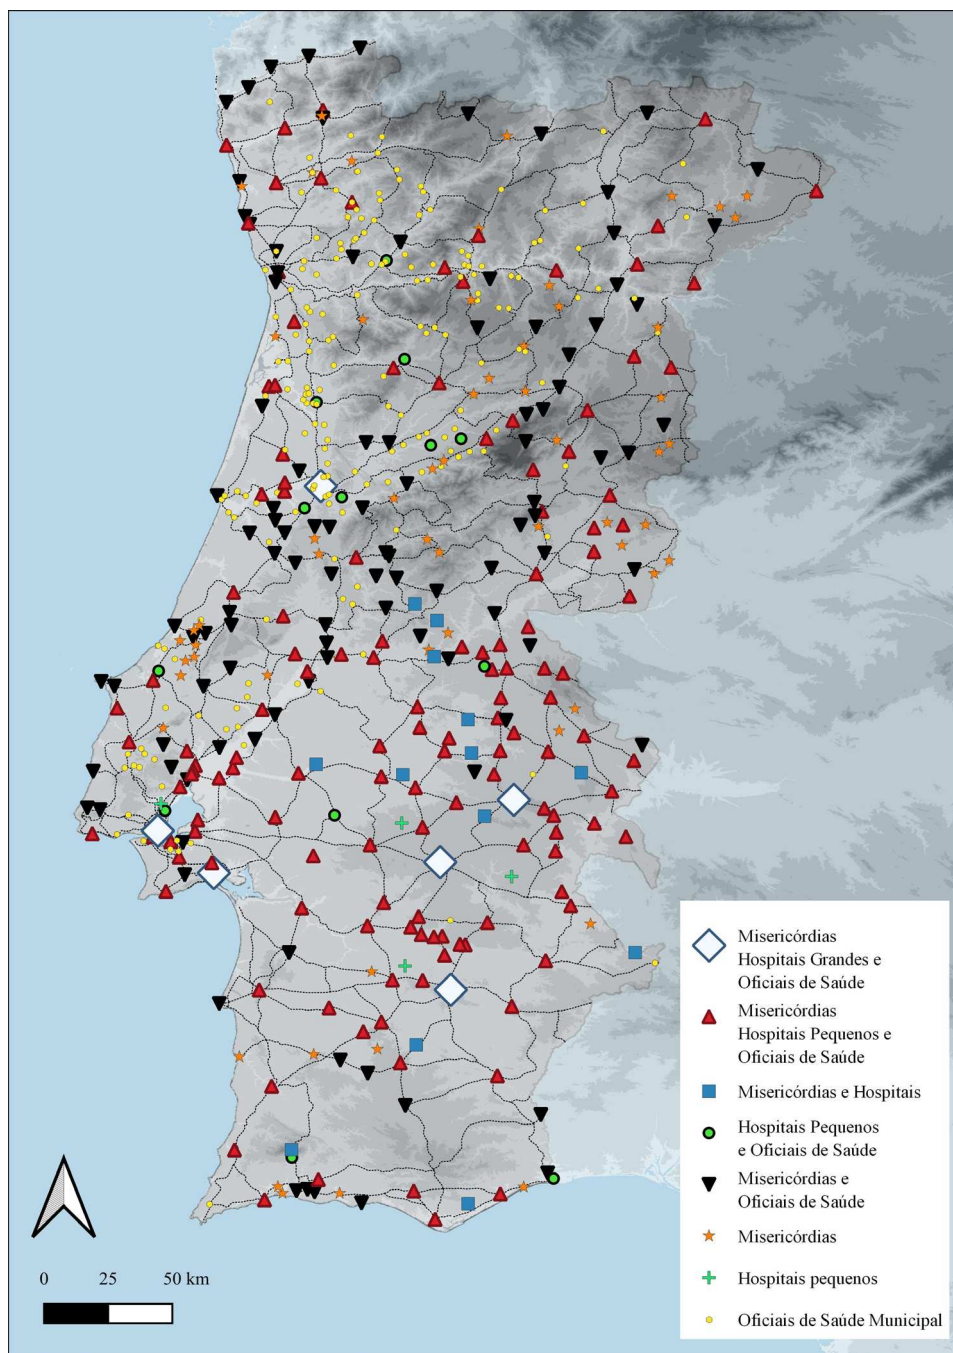 Misericórdias
Hospitais Grandes e
Oficiais de Saúde
Misericórdias
Hospitais Pequenos e
Oficiais de Saúde
Misericórdias e Hospitais
Hospitais Pequenos
e Oficiais de Saúde
Misericórdias e
Oficiais de Saúde
Misericórdias
Hospitais pequenos
Oficiais de Saúde Municipal
0 25 50 km